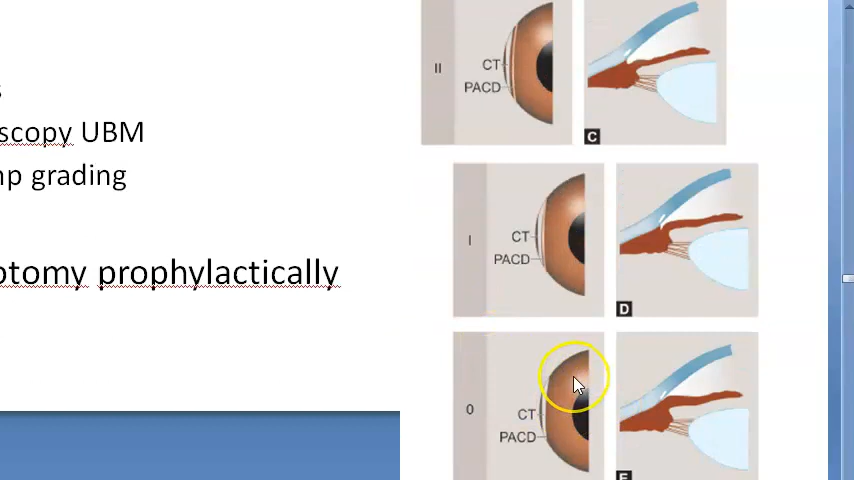 s
scopy UBM
np grading
otomy prophylactically
II
CT
PACD
C
I
CT
PACD
D
0
CT
PACD